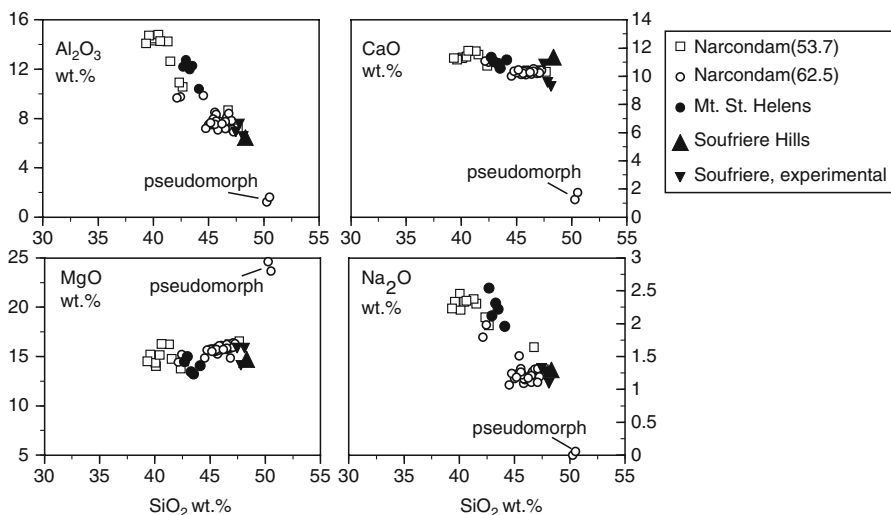 16
12
8
4
0
Al₂O₃
wt.%
pseudomorph
30 35 40 45 50 55
CaO
wt.%
pseudomorph
14
12
10
8
6
4
2
0
30 35 40 45 50 55
Narcondam(53.7)
Narcondam(62.5)
Mt. St. Helens
Soufriere Hills
Soufriere, experimental
25
20
15
10
5
MgO
wt.%
pseudomorph
30 35 40 45 50 55
SiO₂ wt.%
Na₂O
wt.%
pseudomorph
3
2.5
2
1.5
1
0.5
0
30 35 40 45 50 55
SiO₂ wt.%